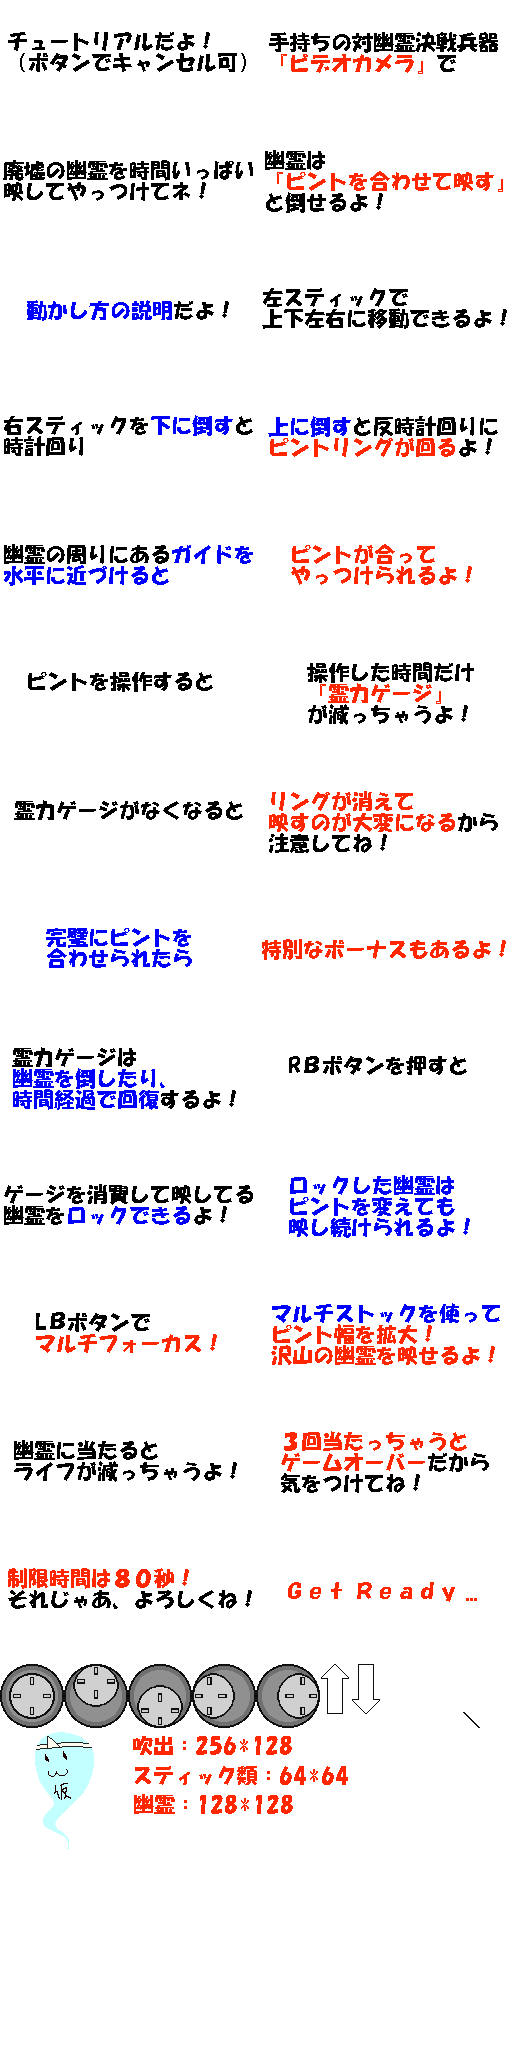 チュートリアルだよ！
（ボタンでキャンセル可）
手持ちの対幽霊決戦兵器
「ビデオカメラ」で
廃墟の幽霊を時間いっぱい
映してやっつけてネ！
幽霊は
「ピントを合わせて映す」
と倒せるよ！
動かし方の説明だよ！
左スティックで
上下左右に移動できるよ！
右スティックを下に倒すと
時計回り
上に倒すと反時計回りに
ピントリングが回るよ！
幽霊の周りにあるガイドを
水平に近づけると
ピントが合って
やっつけられるよ！
ピントを操作すると
操作した時間だけ
「霊力ゲージ」
が減っちゃうよ！
霊力ゲージがなくなると
リングが消えて
映すのが大変になるから
注意してね！
完璧にピントを
合わせられたら
特別なボーナスもあるよ！
霊力ゲージは
幽霊を倒したり、
時間経過で回復するよ！
RBボタンを押すと
ゲージを消費して映してる
幽霊をロックできるよ！
ロックした幽霊は
ピントを変えても
映し続けられるよ！
LBボタンで
マルチフォーカス！
マルチストックを使って
ピント幅を拡大！
沢山の幽霊を映せるよ！
幽霊に当たると
ライフが減っちゃうよ！
３回当たっちゃうと
ゲームオーバーだから
気をつけてね！
制限時間は８０秒！
それじゃあ、よろしくね！
Get Ready…
仮
吹出：256*128
スティック類：64*64
幽霊：128*128